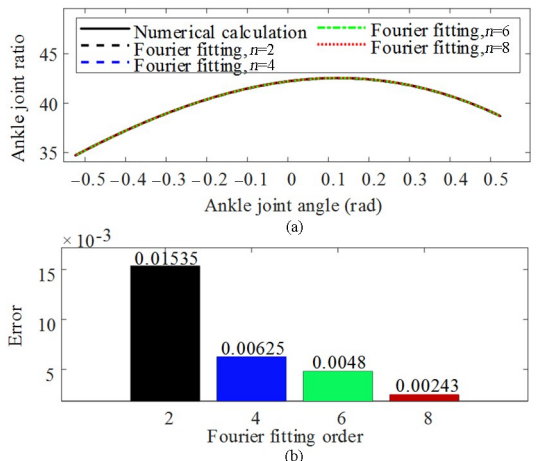 Numerical calculation
Fourier fitting,n=2
Fourier fitting,n=4
Fourier fitting,n=6
Fourier fitting,n=8
Ankle joint ratio
45
40
35
−0.5 −0.4 −0.3 −0.2 −0.1 0 0.1 0.2 0.3 0.4 0.5
Ankle joint angle (rad)
(a)
× 10−3
Error
15
10
5
0.01535
0.00625
0.0048
0.00243
2 4 6 8
Fourier fitting order
(b)